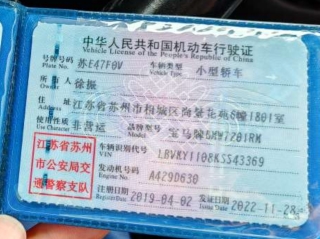 中华人民共和国机动车行驶证
Vehicle License of the People's Republic of China
号牌号码 苏E47F0V 车辆类型 小型轿车
Plate No. Vehicle Type
所有人 徐振
Owner
住址 江苏省苏州市相城区海景花苑6幢1801室
Address
使用性质 非营运 品牌型号 宝马牌BMW7201RM
Use Character Model
江苏省苏州
市公安局交
通警察支队
车辆识别代号 LBVKY1108KS543369
VIN
发动机号码 A429D630
Engine No.
注册日期 2019-04-02 发证日期 2022-11-28
Register Date Issue Date